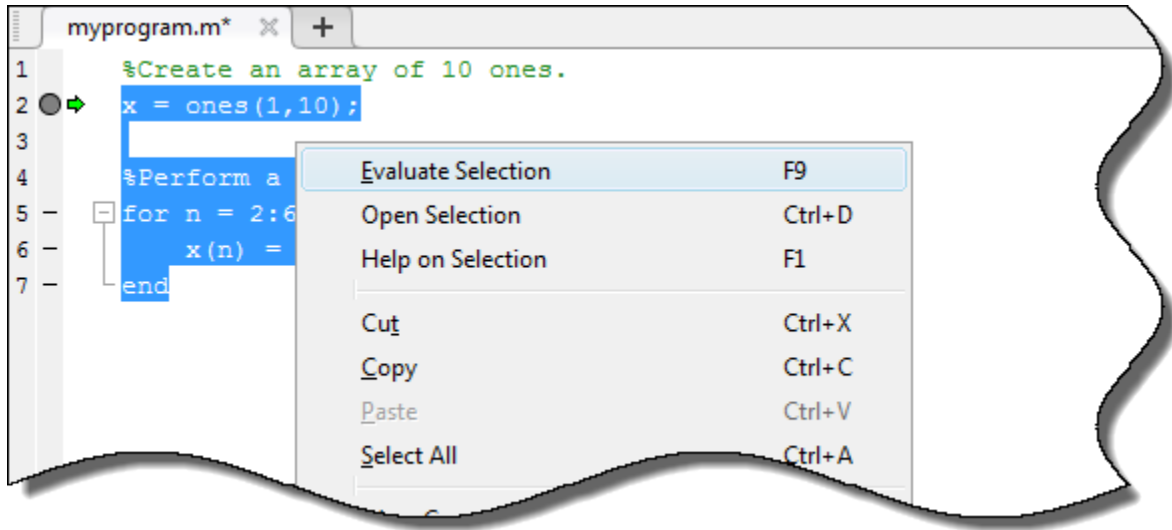 myprogram.m*
1 %Create an array of 10 ones.
2 x = ones(1,10);
3
4 %Perform a
5 for n = 2:6
6 x(n) =
7 end
Evaluate Selection F9
Open Selection Ctrl+D
Help on Selection F1
Cut Ctrl+X
Copy Ctrl+C
Paste Ctrl+V
Select All Ctrl+A